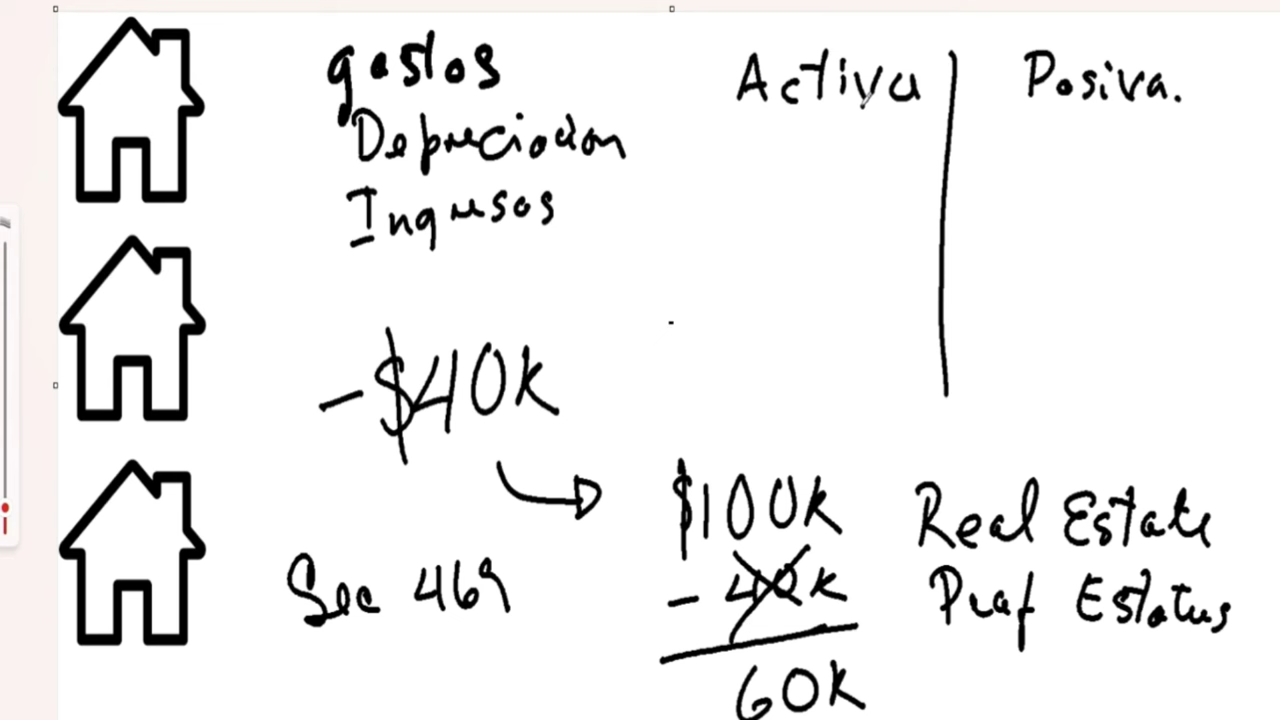 gastos
Depreciacion
Ingresos
Activa
Pasiva.
-$40k
Sec 469
$100k
- 40k
60k
Real Estate
Prof Estatus